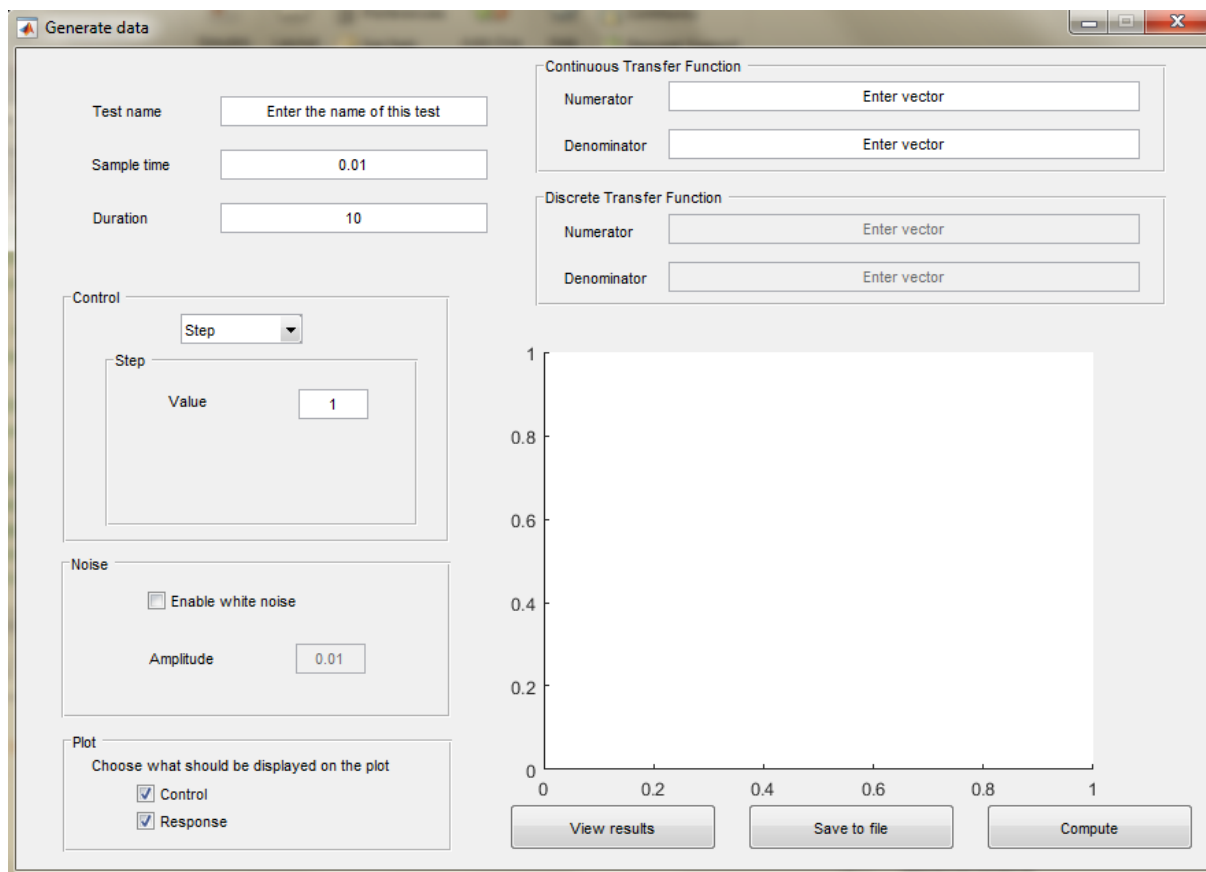 Generate data
Test name
Enter the name of this test
Sample time
0.01
Duration
10
Control
Step
Step
Value
1
Noise
Enable white noise
Amplitude
0.01
Plot
Choose what should be displayed on the plot
Control
Response
Continuous Transfer Function
Numerator
Enter vector
Denominator
Enter vector
Discrete Transfer Function
Numerator
Enter vector
Denominator
Enter vector
1
0.8
0.6
0.4
0.2
0
0 0.2 0.4 0.6 0.8 1
View results
Save to file
Compute